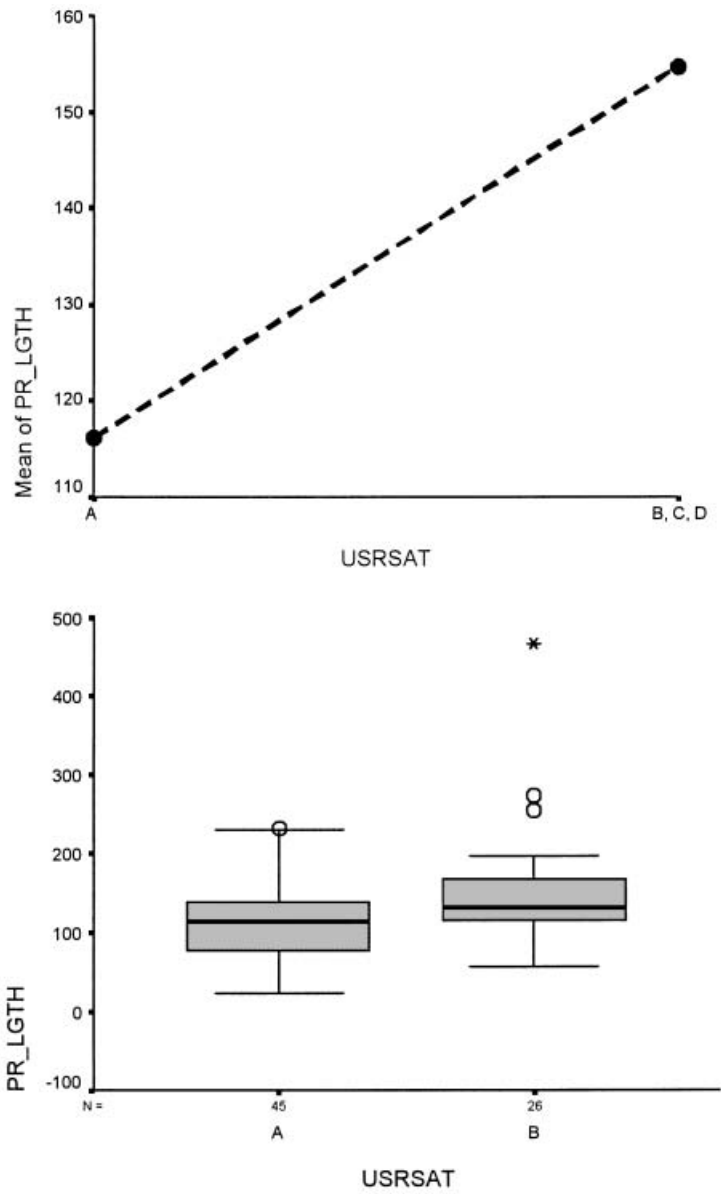 160
150
140
130
120
110
Mean of PR_LGTH
A
B, C, D
USRSAT
500
400
300
200
100
0
-100
PR_LGTH
N =
45
26
A
B
USRSAT